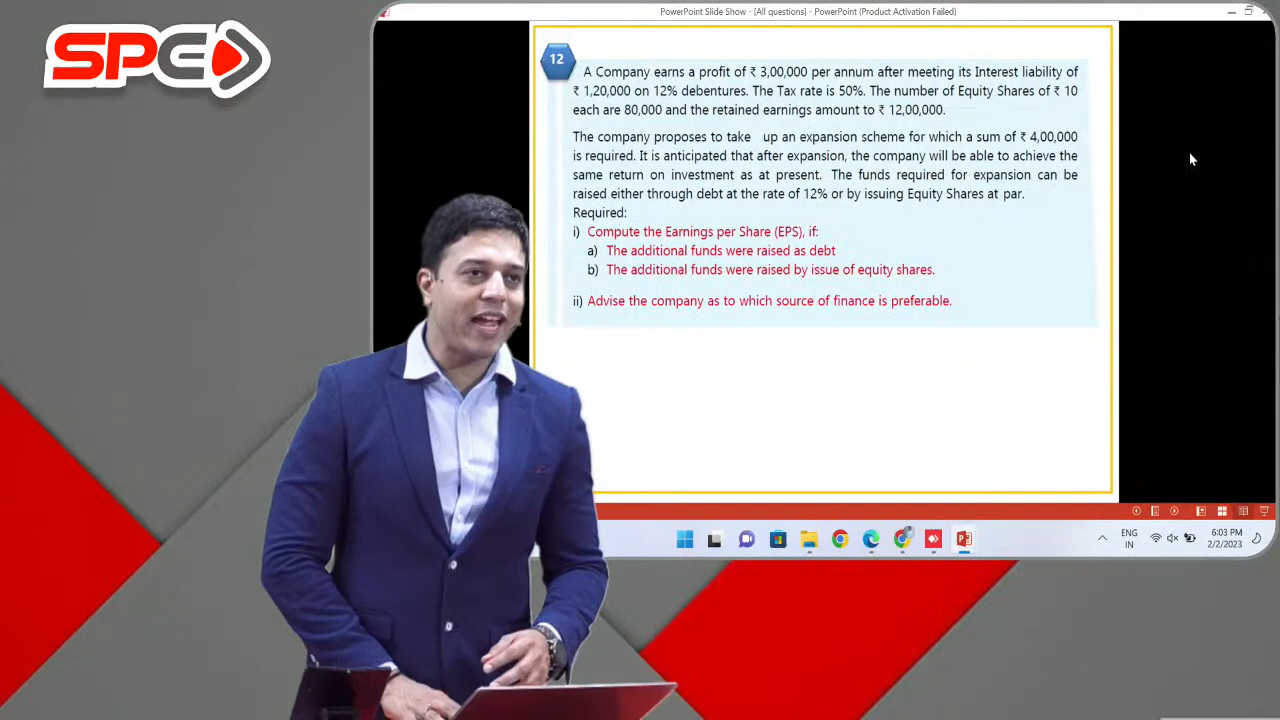 SPED
PowerPoint Slide Show - [All questions] - PowerPoint (Product Activation Failed)
12
A Company earns a profit of ₹ 3,00,000 per annum after meeting its Interest liability of
₹ 1,20,000 on 12% debentures. The Tax rate is 50%. The number of Equity Shares of ₹ 10
each are 80,000 and the retained earnings amount to ₹ 12,00,000.
The company proposes to take up an expansion scheme for which a sum of ₹ 4,00,000
is required. It is anticipated that after expansion, the company will be able to achieve the
same return on investment as at present. The funds required for expansion can be
raised either through debt at the rate of 12% or by issuing Equity Shares at par.
Required:
i) Compute the Earnings per Share (EPS), if:
a) The additional funds were raised as debt
b) The additional funds were raised by issue of equity shares.
ii) Advise the company as to which source of finance is preferable.
ENG
IN
6:03 PM
2/2/2023